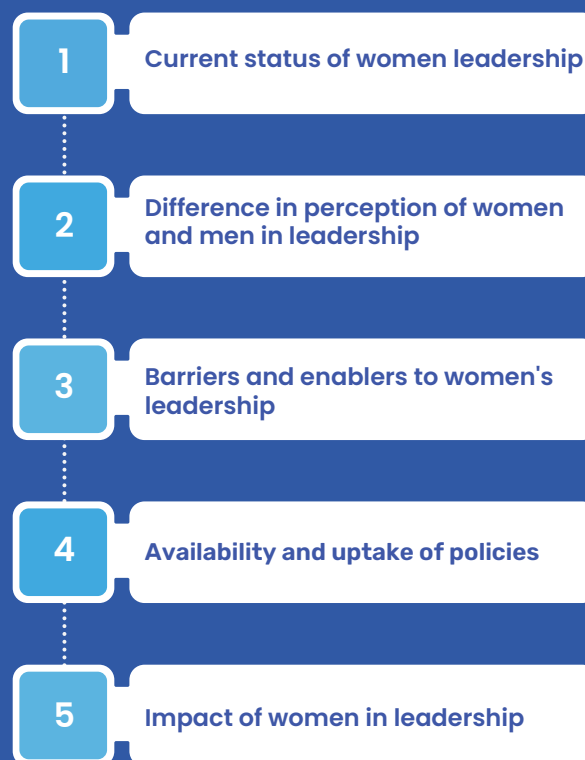 1
Current status of women leadership
2
Difference in perception of women
and men in leadership
3
Barriers and enablers to women's
leadership
4
Availability and uptake of policies
5
Impact of women in leadership